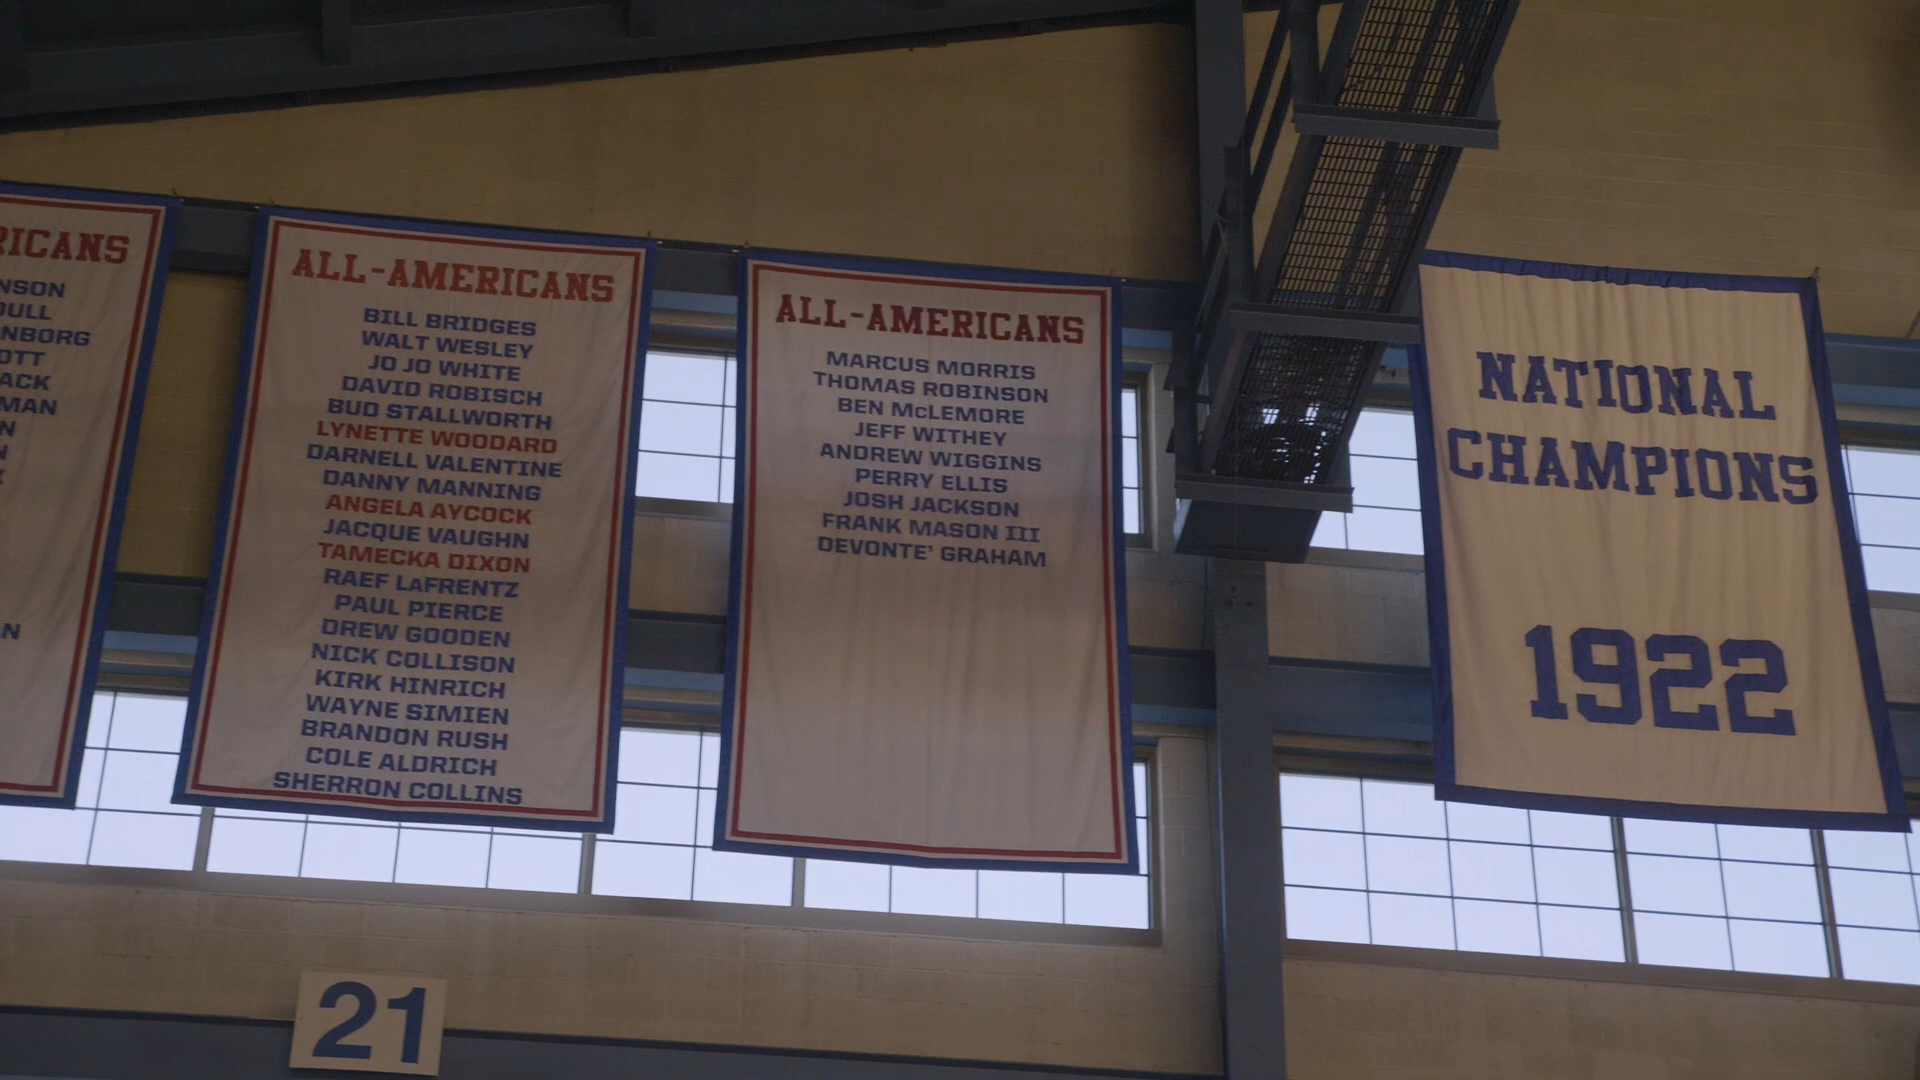 ALL-AMERICANS
BILL BRIDGES
WALT WESLEY
JO JO WHITE
DAVID ROBISCH
BUD STALLWORTH
LYNETTE WOODARD
DARNELL VALENTINE
DANNY MANNING
ANGELA AYCOCK
JACQUE VAUGHN
TAMECKA DIXON
RAEF LaFRENTZ
PAUL PIERCE
DREW GOODEN
NICK COLLISON
KIRK HINRICH
WAYNE SIMIEN
BRANDON RUSH
COLE ALDRICH
SHERRON COLLINS
ALL-AMERICANS
MARCUS MORRIS
THOMAS ROBINSON
BEN McLEMORE
JEFF WITHEY
ANDREW WIGGINS
PERRY ELLIS
JOSH JACKSON
FRANK MASON III
DEVONTE' GRAHAM
NATIONAL
CHAMPIONS
1922
21